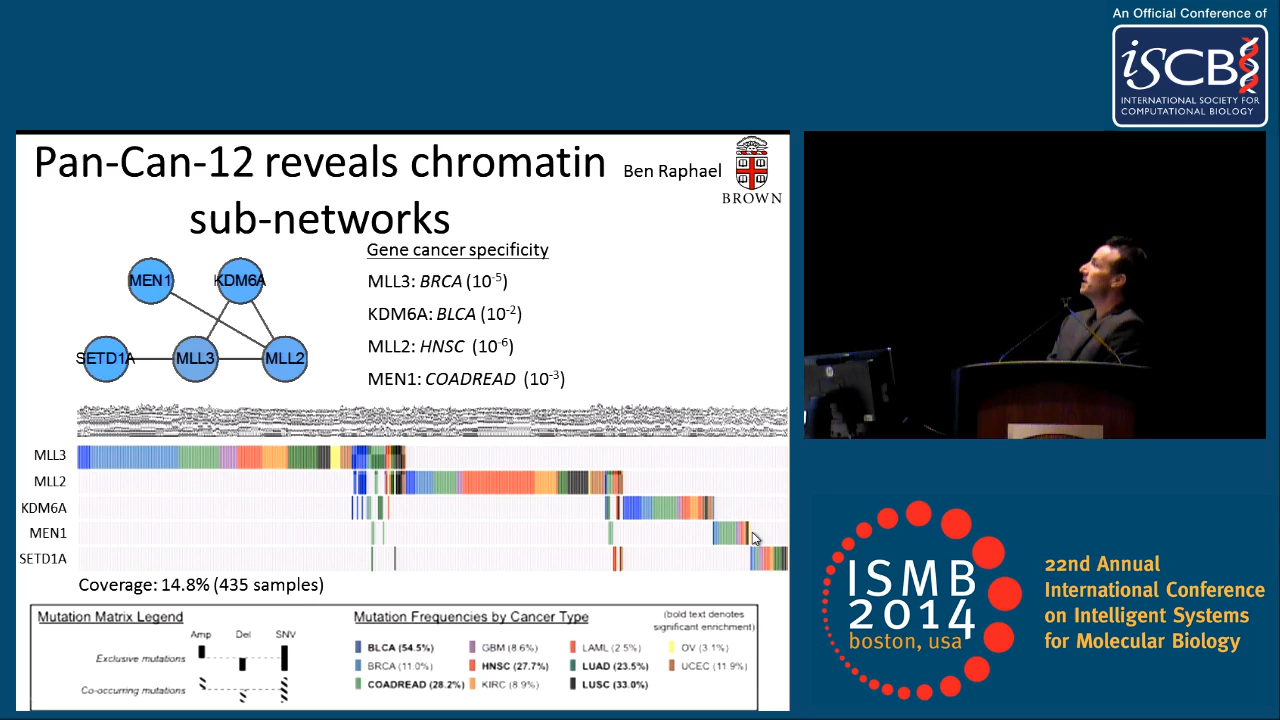 An Official Conference of
iSCB
INTERNATIONAL SOCIETY FOR
COMPUTATIONAL BIOLOGY
Pan-Can-12 reveals chromatin
sub-networks
Ben Raphael
BROWN
MEN1
KDM6A
SETD1A
MLL3
MLL2
Gene cancer specificity
MLL3: BRCA (10⁻⁵)
KDM6A: BLCA (10⁻²)
MLL2: HNSC (10⁻⁶)
MEN1: COADREAD (10⁻³)
MLL3
MLL2
KDM6A
MEN1
SETD1A
Coverage: 14.8% (435 samples)
Mutation Matrix Legend
Amp Del SNV
Exclusive mutations
Co-occurring mutations
Mutation Frequencies by Cancer Type
(bold text denotes
significant enrichment)
BLCA (54.5%) GBM (8.6%) LAML (2.5%) OV (3.1%)
BRCA (11.0%) HNSC (27.7%) LUAD (23.5%) UCEC (11.9%)
COADREAD (28.2%) KIRC (8.9%) LUSC (33.0%)
ISMB
2014
boston, usa
22nd Annual
International Conference
on Intelligent Systems
for Molecular Biology